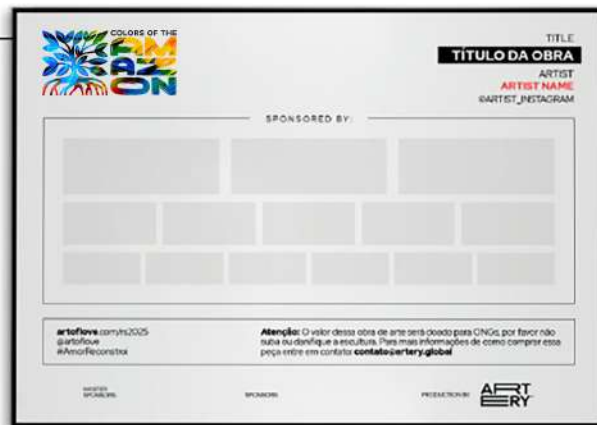 COLORS OF THE
AM
AZ
ON
TITLE
TÍTULO DA OBRA
ARTIST
ARTIST NAME
@ARTIST_INSTAGRAM
SPONSORED BY:
artoflove.com/rs2025
@artoflove
#AmorReconstroi
Atenção: O valor dessa obra de arte será doado para ONGs, por favor não
suba ou danifique a escultura. Para mais informações de como comprar essa
peça entre em contato: contato@artery.global
MASTER
SPONSORS:
SPONSORS:
PRODUCTION BY
ART
ERY